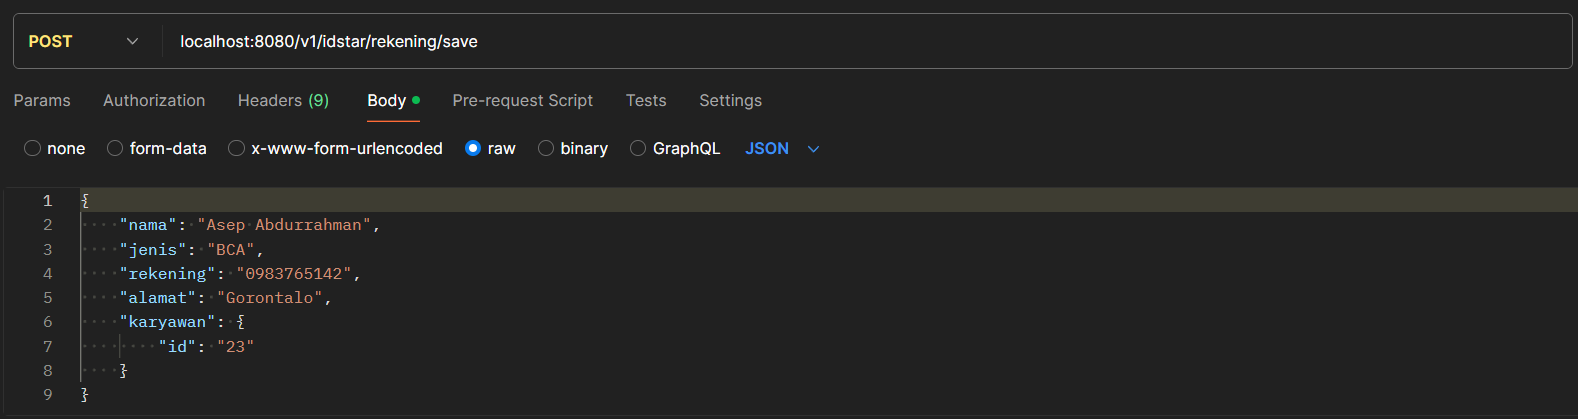 POST localhost:8080/v1/idstar/rekening/save
Params Authorization Headers (9) Body Pre-request Script Tests Settings
none form-data x-www-form-urlencoded raw binary GraphQL JSON
1 {
2 "nama": "Asep Abdurrahman",
3 "jenis": "BCA",
4 "rekening": "0983765142",
5 "alamat": "Gorontalo",
6 "karyawan": {
7 "id": "23"
8 }
9 }